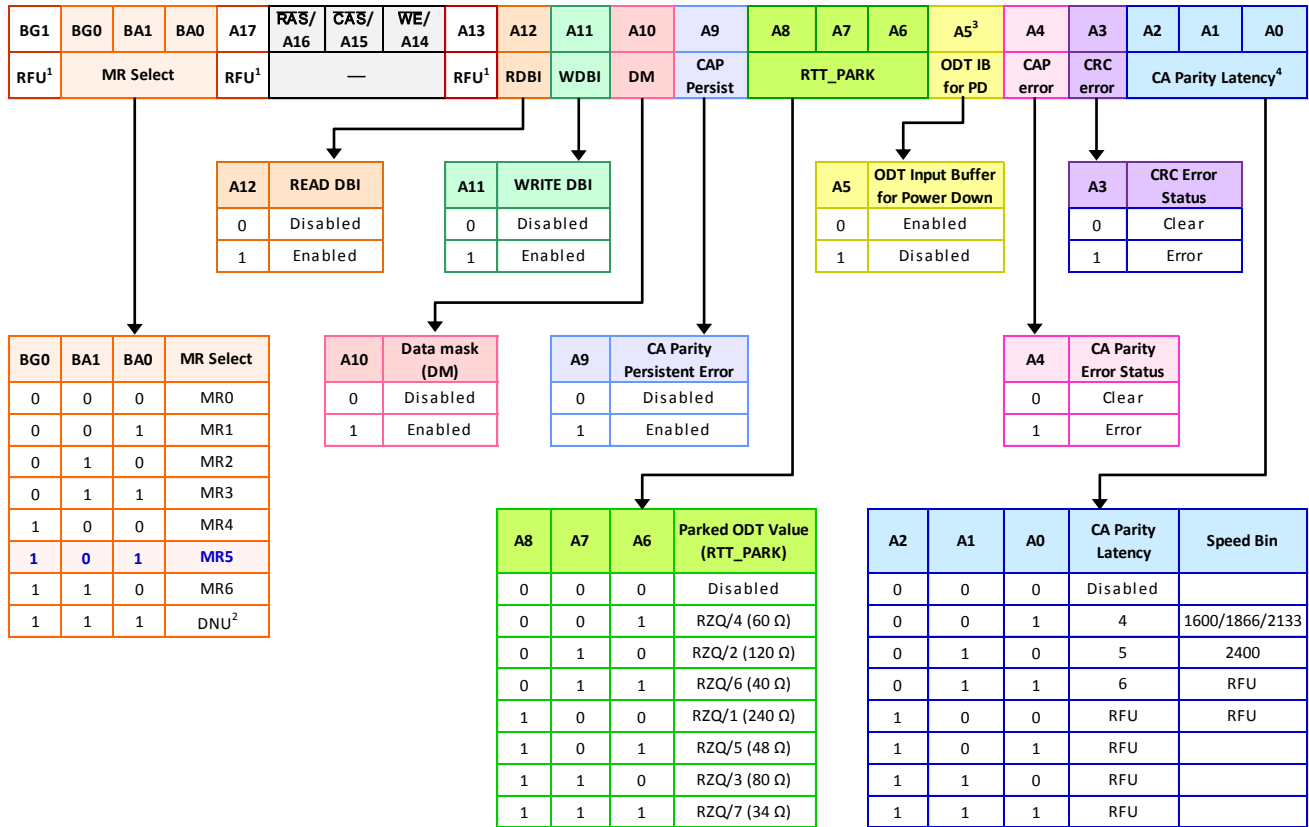 BG1 BG0 BA1 BA0 A17 RAS/ A16 CAS/ A15 WE/ A14 A13 A12 A11 A10 A9 A8 A7 A6 A5³ A4 A3 A2 A1 A0
RFU¹ MR Select RFU¹ — RFU¹ RDBI WDBI DM CAP Persist RTT_PARK ODT IB for PD CAP error CRC error CA Parity Latency⁴
A12 READ DBI
0 Disabled
1 Enabled
A11 WRITE DBI
0 Disabled
1 Enabled
A5 ODT Input Buffer for Power Down
0 Enabled
1 Disabled
A3 CRC Error Status
0 Clear
1 Error
BG0 BA1 BA0 MR Select
0 0 0 MR0
0 0 1 MR1
0 1 0 MR2
0 1 1 MR3
1 0 0 MR4
1 0 1 MR5
1 1 0 MR6
1 1 1 DNU²
A10 Data mask (DM)
0 Disabled
1 Enabled
A9 CA Parity Persistent Error
0 Disabled
1 Enabled
A4 CA Parity Error Status
0 Clear
1 Error
A8 A7 A6 Parked ODT Value (RTT_PARK)
0 0 0 Disabled
0 0 1 RZQ/4 (60 Ω)
0 1 0 RZQ/2 (120 Ω)
0 1 1 RZQ/6 (40 Ω)
1 0 0 RZQ/1 (240 Ω)
1 0 1 RZQ/5 (48 Ω)
1 1 0 RZQ/3 (80 Ω)
1 1 1 RZQ/7 (34 Ω)
A2 A1 A0 CA Parity Latency Speed Bin
0 0 0 Disabled
0 0 1 4 1600/1866/2133
0 1 0 5 2400
0 1 1 6 RFU
1 0 0 RFU RFU
1 0 1 RFU
1 1 0 RFU
1 1 1 RFU